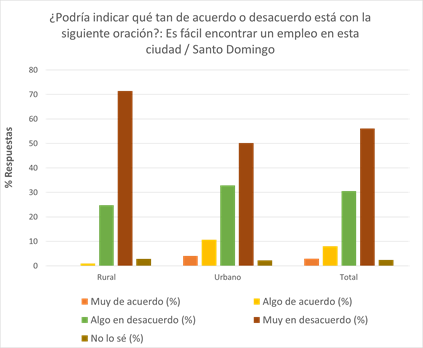 ¿Podría indicar qué tan de acuerdo o desacuerdo está con la
siguiente oración?: Es fácil encontrar un empleo en esta
ciudad / Santo Domingo
% Respuestas
80
70
60
50
40
30
20
10
0
Rural
Urbano
Total
Muy de acuerdo (%)
Algo de acuerdo (%)
Algo en desacuerdo (%)
Muy en desacuerdo (%)
No lo sé (%)